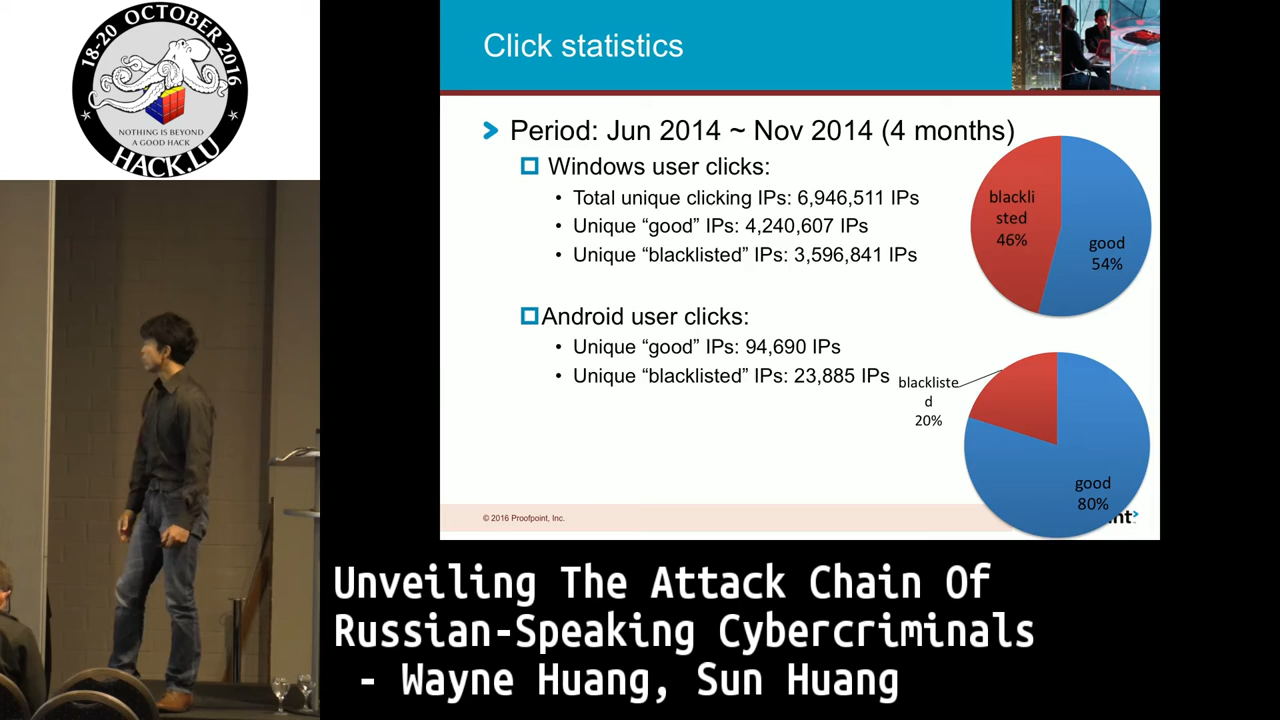 18-20 OCTOBER 2016
NOTHING IS BEYOND
A GOOD HACK
HACK.LU
Click statistics
Period: Jun 2014 ~ Nov 2014 (4 months)
Windows user clicks:
• Total unique clicking IPs: 6,946,511 IPs
• Unique “good” IPs: 4,240,607 IPs
• Unique “blacklisted” IPs: 3,596,841 IPs
blackli
sted
46%
good
54%
Android user clicks:
• Unique “good” IPs: 94,690 IPs
• Unique “blacklisted” IPs: 23,885 IPs
blackliste
d
20%
good
80%
© 2016 Proofpoint, Inc.
Unveiling The Attack Chain Of
Russian-Speaking Cybercriminals
- Wayne Huang, Sun Huang